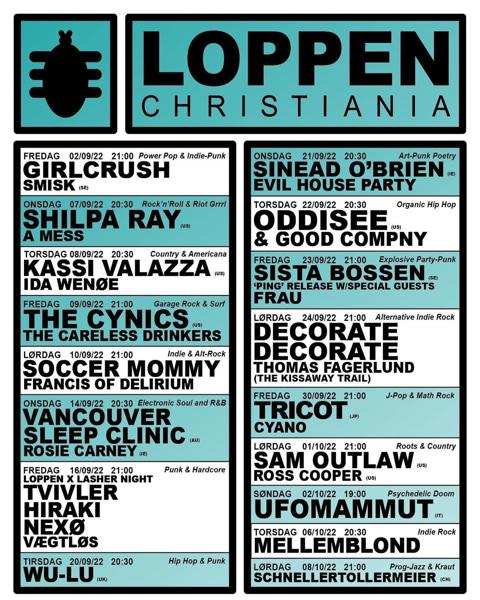 LOPPEN
CHRISTIANIA
FREDAG 02/09/22 21:00 Power Pop & Indie-Punk
GIRLCRUSH
SMISK (SE)
ONSDAG 07/09/22 20:30 Rock'n'Roll & Riot Grrrl
SHILPA RAY (US)
A MESS
TORSDAG 08/09/22 20:30 Country & Americana
KASSI VALAZZA (US)
IDA WENØE
FREDAG 09/09/22 21:00 Garage Rock & Surf
THE CYNICS (US)
THE CARELESS DRINKERS
LØRDAG 10/09/22 21:00 Indie & Alt-Rock
SOCCER MOMMY
FRANCIS OF DELIRIUM
ONSDAG 14/09/22 20:30 Electronic Soul and R&B
VANCOUVER
SLEEP CLINIC (AU)
ROSIE CARNEY (IE)
FREDAG 16/09/22 21:00 Punk & Hardcore
LOPPEN X LASHER NIGHT
TVIVLER
HIRAKI
NEXØ
VÆGTLØS
TIRSDAG 20/09/22 20:30 Hip Hop & Punk
WU-LU (UK)
ONSDAG 21/09/22 20:30 Art-Punk Poetry
SINEAD O'BRIEN (IE)
EVIL HOUSE PARTY
TORSDAG 22/09/22 20:30 Organic Hip Hop
ODDISEE (US)
& GOOD COMPNY
FREDAG 23/09/22 21:00 Explosive Party-Punk
SISTA BOSSEN (SE)
'PING' RELEASE W/SPECIAL GUESTS
FRAU
LØRDAG 24/09/22 21:00 Alternative Indie Rock
DECORATE
DECORATE
THOMAS FAGERLUND
(THE KISSAWAY TRAIL)
FREDAG 30/09/22 21:00 J-Pop & Math Rock
TRICOT (JP)
CYANO
LØRDAG 01/10/22 21:00 Roots & Country
SAM OUTLAW (US)
ROSS COOPER (US)
SØNDAG 02/10/22 19:00 Psychedelic Doom
UFOMAMMUT (IT)
TORSDAG 06/10/22 20:30 Indie Rock
MELLEMBLOND
LØRDAG 08/10/22 21:00 Prog-Jazz & Kraut
SCHNELLERTOLLERMEIER (CH)